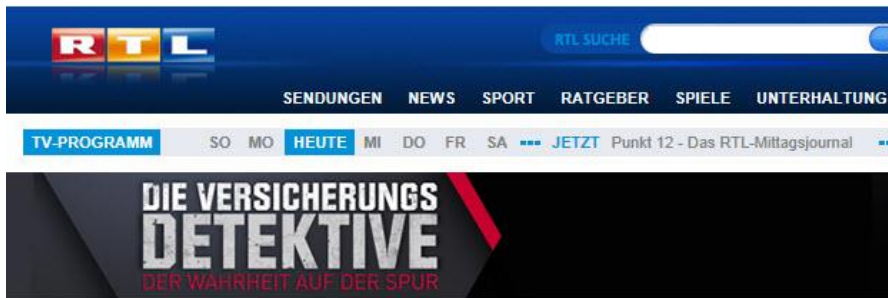 RTL
RTL SUCHE
SENDUNGEN NEWS SPORT RATGEBER SPIELE UNTERHALTUNG
TV-PROGRAMM SO MO HEUTE MI DO FR SA JETZT Punkt 12 - Das RTL-Mittagsjournal
DIE VERSICHERUNGS
DETEKTIVE
DER WAHRHEIT AUF DER SPUR